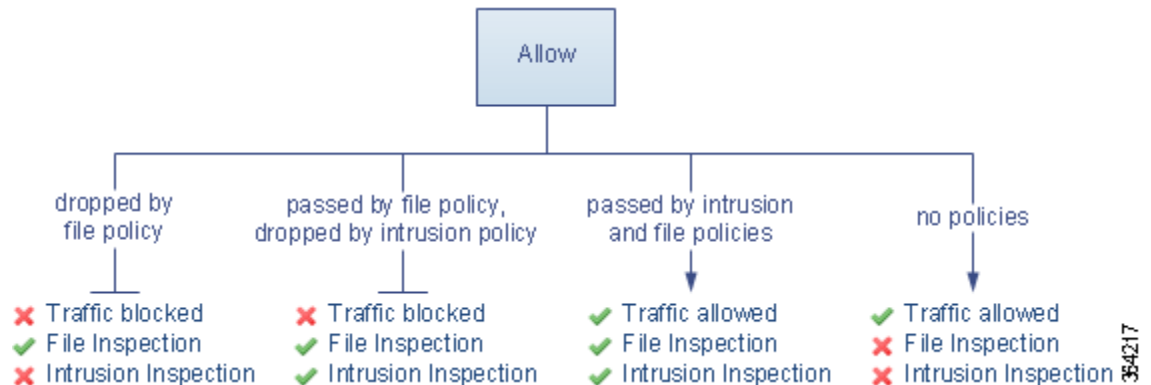 Allow
dropped by
file policy
passed by file policy,
dropped by intrusion policy
passed by intrusion
and file policies
no policies
Traffic blocked
File Inspection
Intrusion Inspection
Traffic blocked
File Inspection
Intrusion Inspection
Traffic allowed
File Inspection
Intrusion Inspection
Traffic allowed
File Inspection
Intrusion Inspection
364217